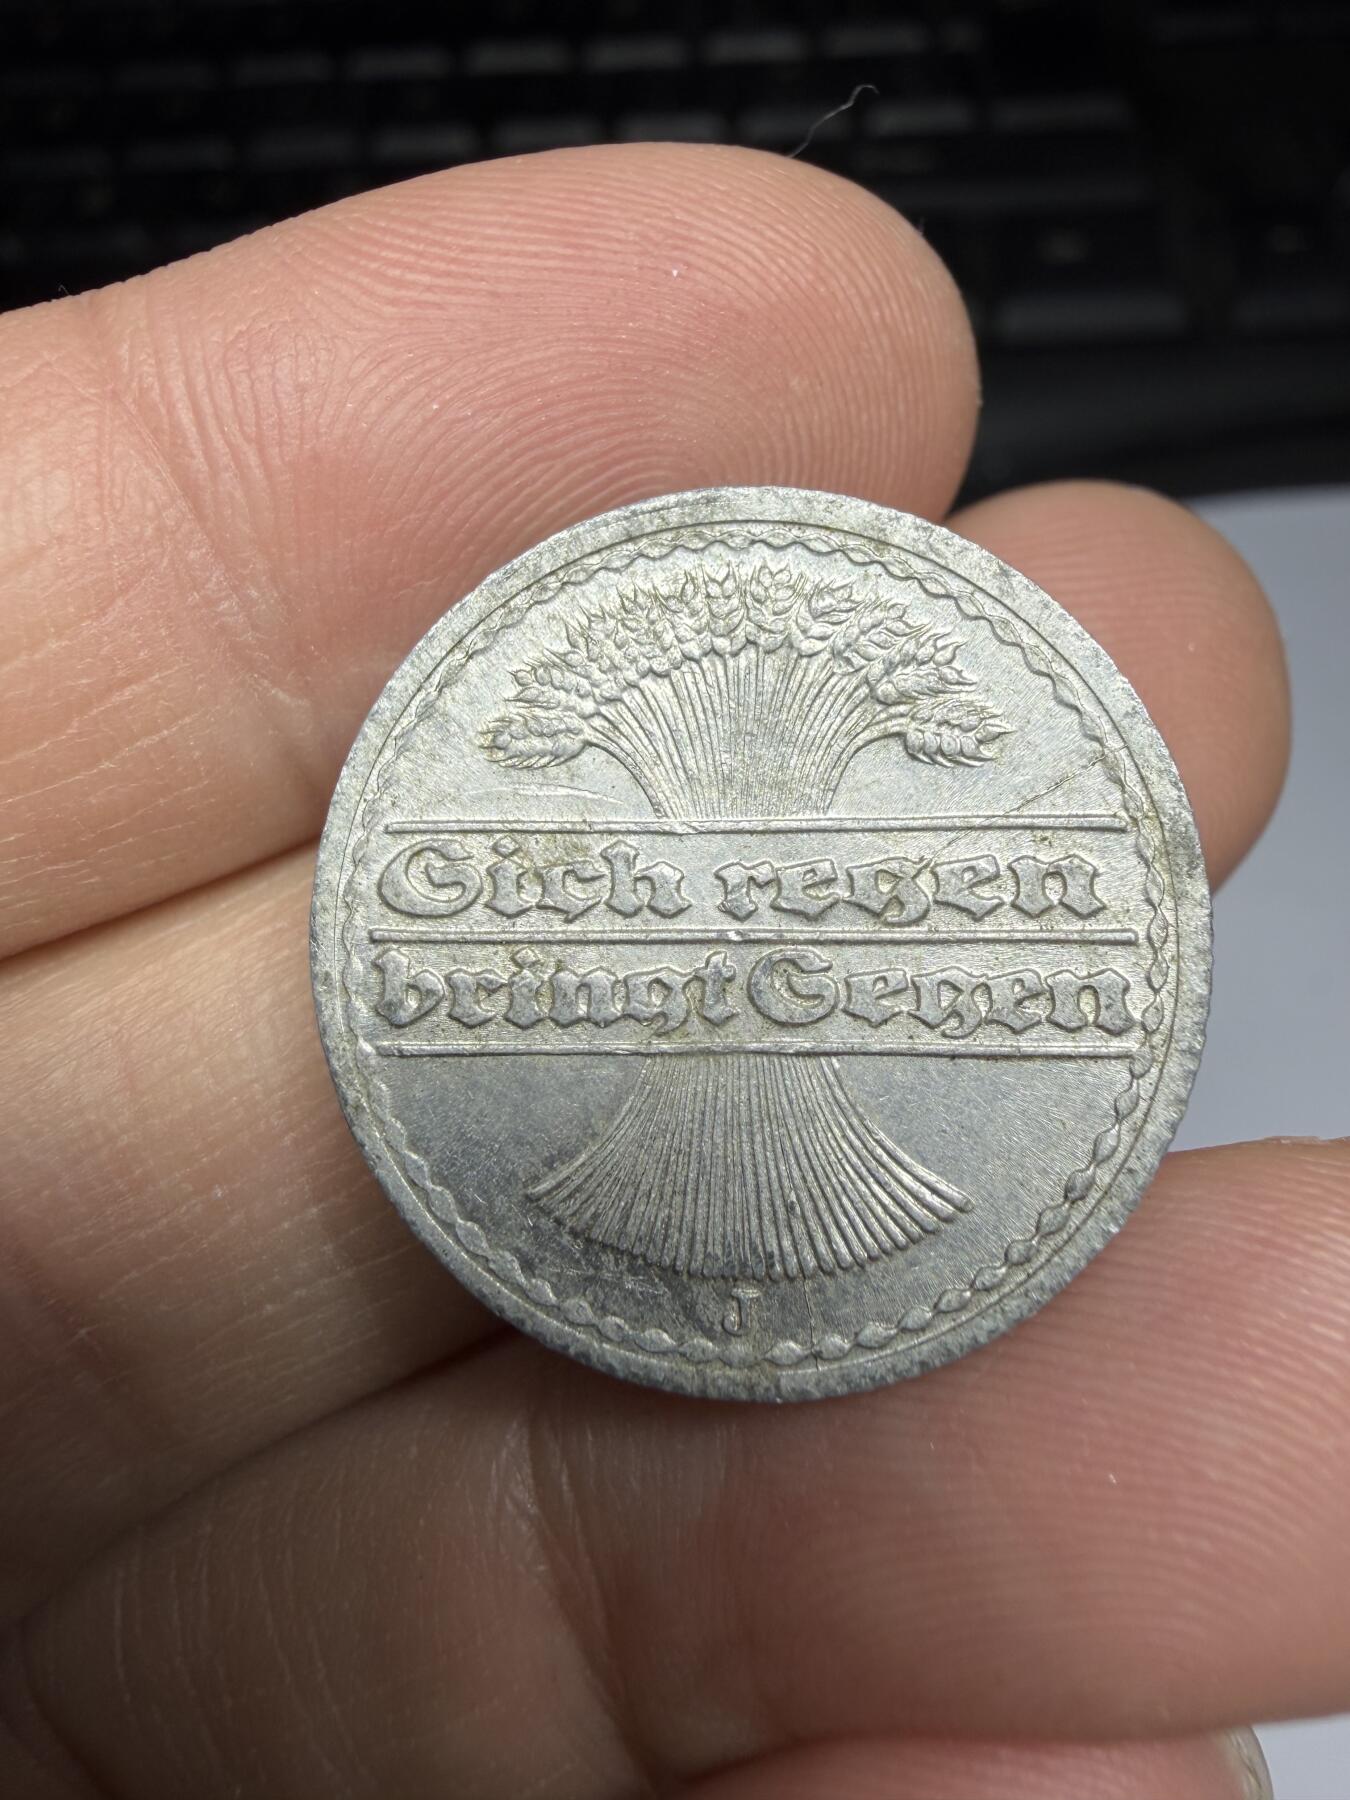 Sich regen
bringt Segen
J